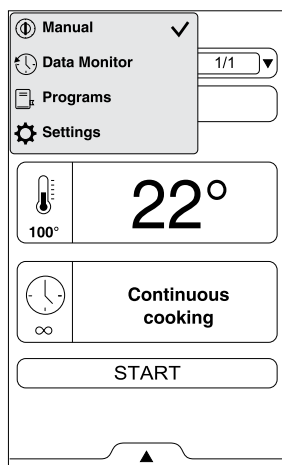 Manual
Data Monitor
1/1
Programs
Settings
22°
100°
∞
Continuous
cooking
START